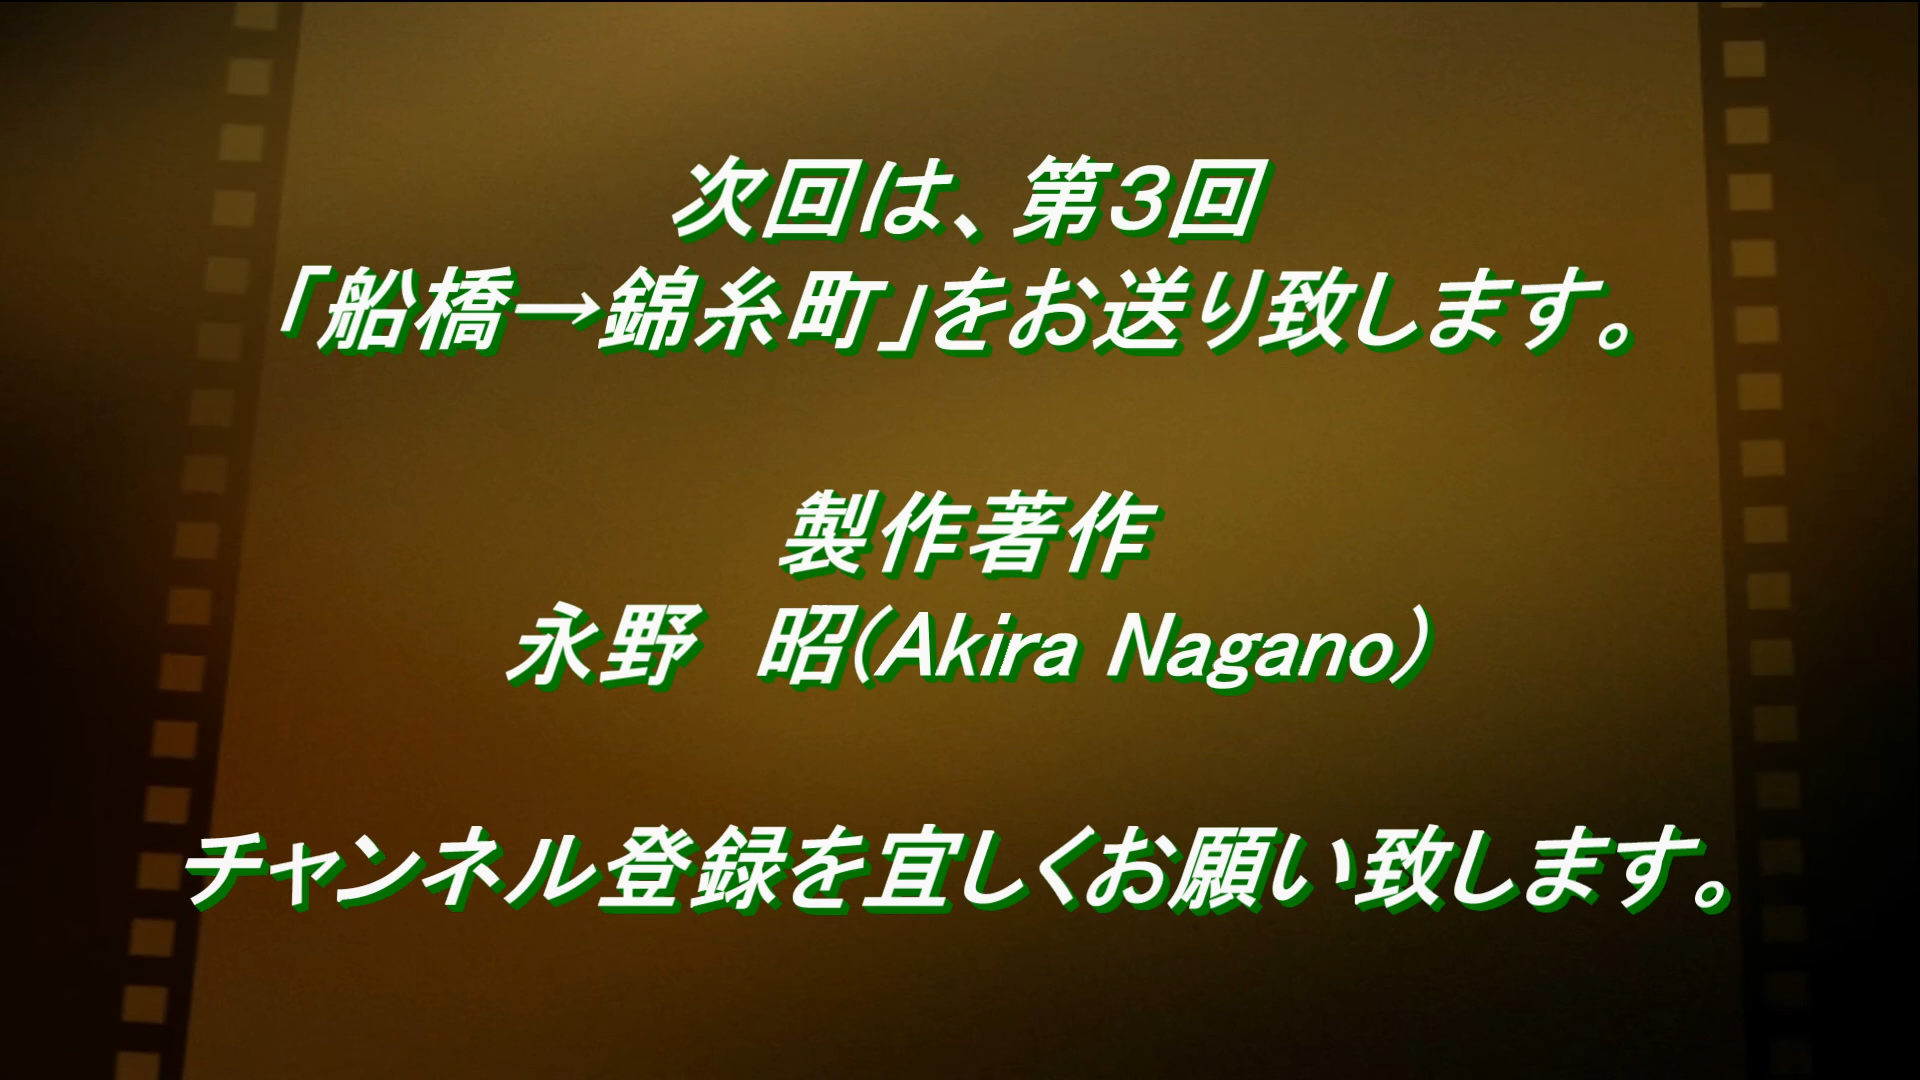 次回は、第３回
「船橋→錦糸町」をお送り致します。
製作著作
永野　昭(Akira Nagano)
チャンネル登録を宜しくお願い致します。